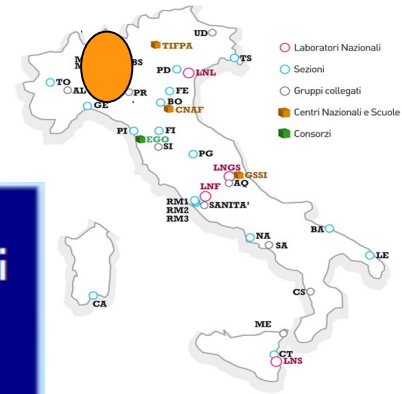 UD
TIFPA
M
M
BS
PD
LNL
TS
TO
AL
PR
FE
BO
CNAF
GE
PI
EGO
FI
SI
PG
LNGS
GSSI
AQ
LNF
RM1
SANITA'
RM2
RM3
NA
SA
BA
LE
CA
CS
ME
CT
LNS
Laboratori Nazionali
Sezioni
Gruppi collegati
Centri Nazionali e Scuole
Consorzi
i